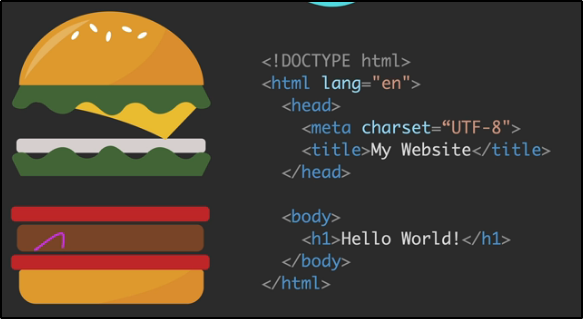 <!DOCTYPE html>
<html lang="en">
<head>
<meta charset=“UTF-8">
<title>My Website</title>
</head>
<body>
<h1>Hello World!</h1>
</body>
</html>